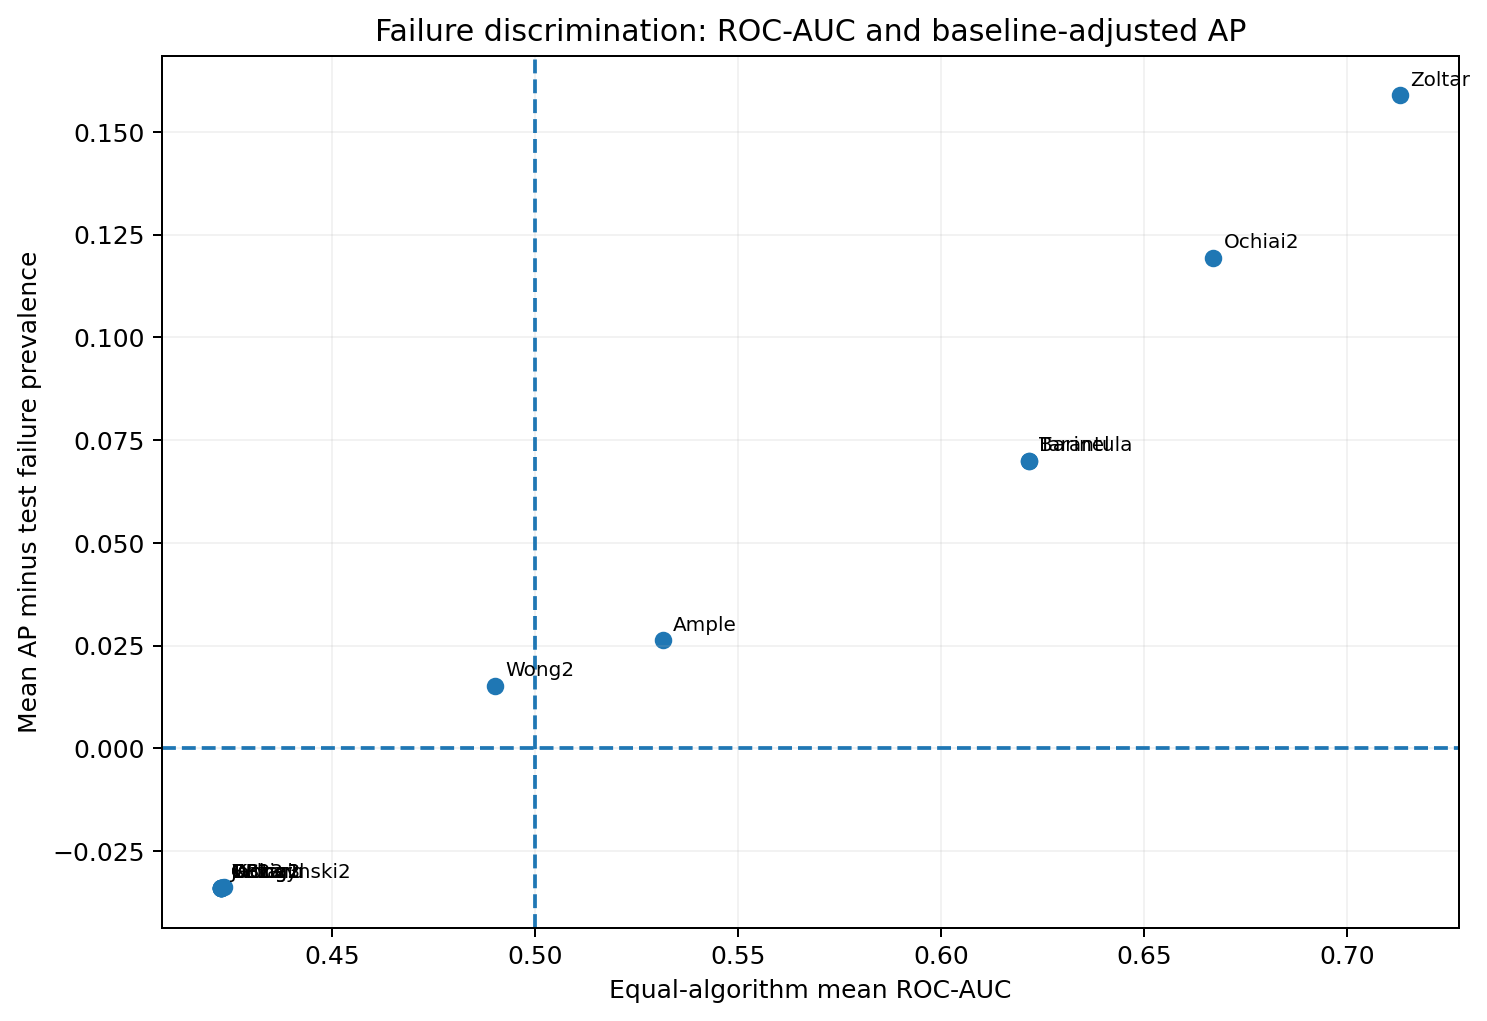 Failure discrimination: ROC-AUC and baseline-adjusted AP
Zoltar
0.150
0.125
Ochiai2
0.100
0.075
Tarantula
Barinel
0.050
Ample
0.025
Wong2
0.000
−0.025
0.45
0.50
0.55
0.60
0.65
0.70
Mean AP minus test failure prevalence
Equal-algorithm mean ROC-AUC